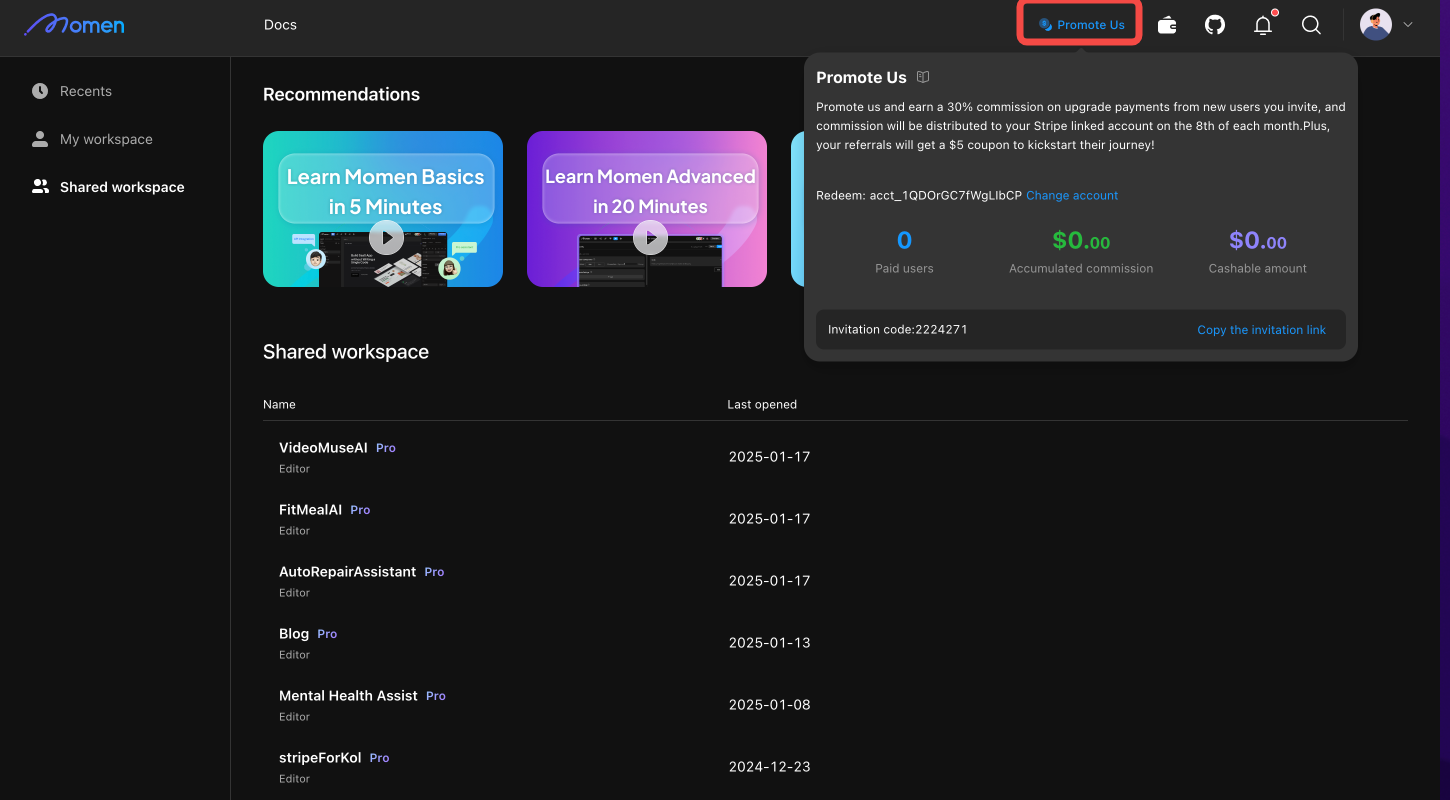 Momen
Docs
Promote Us
Recents
My workspace
Shared workspace
Recommendations
Learn Momen Basics
in 5 Minutes
Learn Momen Advanced
in 20 Minutes
Promote Us
Promote us and earn a 30% commission on upgrade payments from new users you invite, and
commission will be distributed to your Stripe linked account on the 8th of each month.Plus,
your referrals will get a $5 coupon to kickstart their journey!
Redeem: acct_1QDOrGC7fWgLIbCP Change account
0 $0.00 $0.00
Paid users Accumulated commission Cashable amount
Invitation code:2224271 Copy the invitation link
Shared workspace
Name Last opened
VideoMuseAI Pro
Editor
2025-01-17
FitMealAI Pro
Editor
2025-01-17
AutoRepairAssistant Pro
Editor
2025-01-17
Blog Pro
Editor
2025-01-13
Mental Health Assist Pro
Editor
2025-01-08
stripeForKol Pro
Editor
2024-12-23